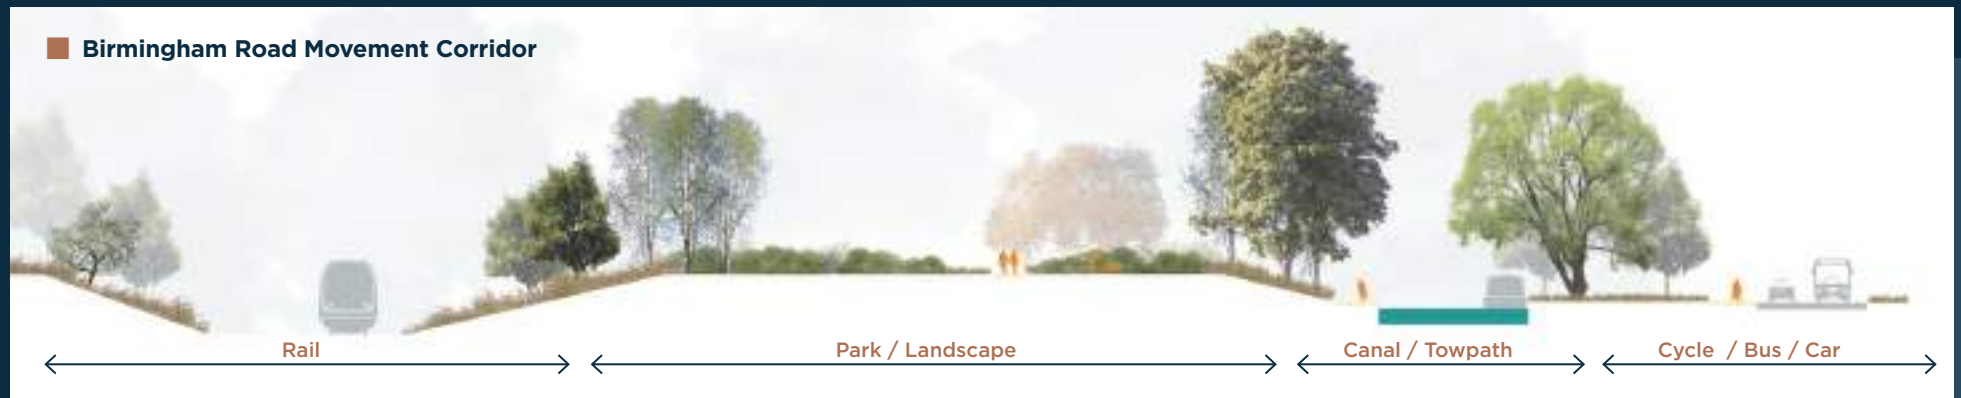 Birmingham Road Movement Corridor
Rail
Park / Landscape
Canal / Towpath
Cycle / Bus / Car